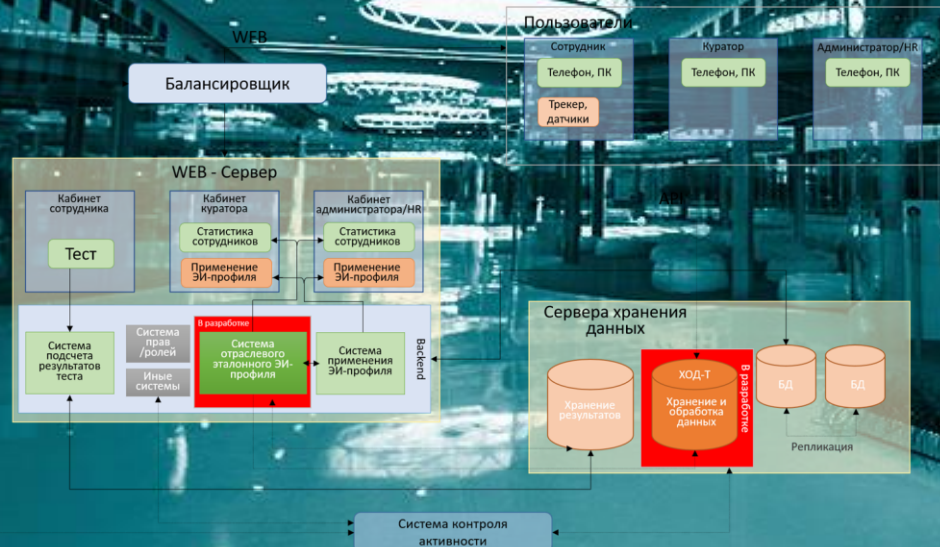 WEB
Пользователи
Сотрудник
Телефон, ПК
Трекер,
датчики
Куратор
Телефон, ПК
Администратор/HR
Телефон, ПК
Балансировщик
WEB - Сервер
Кабинет
сотрудника
Тест
Кабинет
куратора
Статистика
сотрудников
Применение
ЭИ-профиля
Кабинет
администратора/HR
Статистика
сотрудников
Применение
ЭИ-профиля
API
Система
подсчета
результатов
теста
Система
прав
/ролей
Иные
системы
В разработке
Система
отраслевого
эталонного ЭИ-
профиля
Система
применения
ЭИ-профиля
Backend
Сервера хранения
данных
Хранение
результатов
ХОД-Т
Хранение и
обработка
данных
В разработке
БД
БД
Репликация
Система контроля
активности